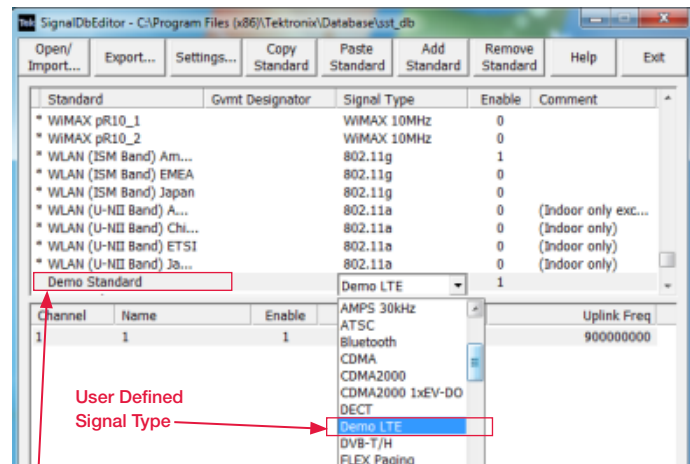 Tek SignalDbEditor - C:\Program Files (x86)\Tektronix\Database\sst_db
Open/ Import... Export... Settings... Copy Standard Paste Standard Add Standard Remove Standard Help Exit
Standard Gvmt Designator Signal Type Enable Comment
* WiMAX pR10_1 WiMAX 10MHz 0
* WiMAX pR10_2 WiMAX 10MHz 0
* WLAN (ISM Band) Am... 802.11g 1
* WLAN (ISM Band) EMEA 802.11g 0
* WLAN (ISM Band) Japan 802.11g 0
* WLAN (U-NII Band) A... 802.11a 0 (Indoor only exc...
* WLAN (U-NII Band) Chi... 802.11a 0 (Indoor only)
* WLAN (U-NII Band) ETSI 802.11a 0 (Indoor only)
* WLAN (U-NII Band) Ja... 802.11a 0 (Indoor only)
Demo Standard Demo LTE 1
Channel Name Enable Uplink Freq
1 1 1 900000000
AMPS 30kHz
ATSC
Bluetooth
CDMA
CDMA2000
CDMA2000 1xEV-DO
DECT
Demo LTE
DVB-T/H
FLEX Paging
User Defined
Signal Type